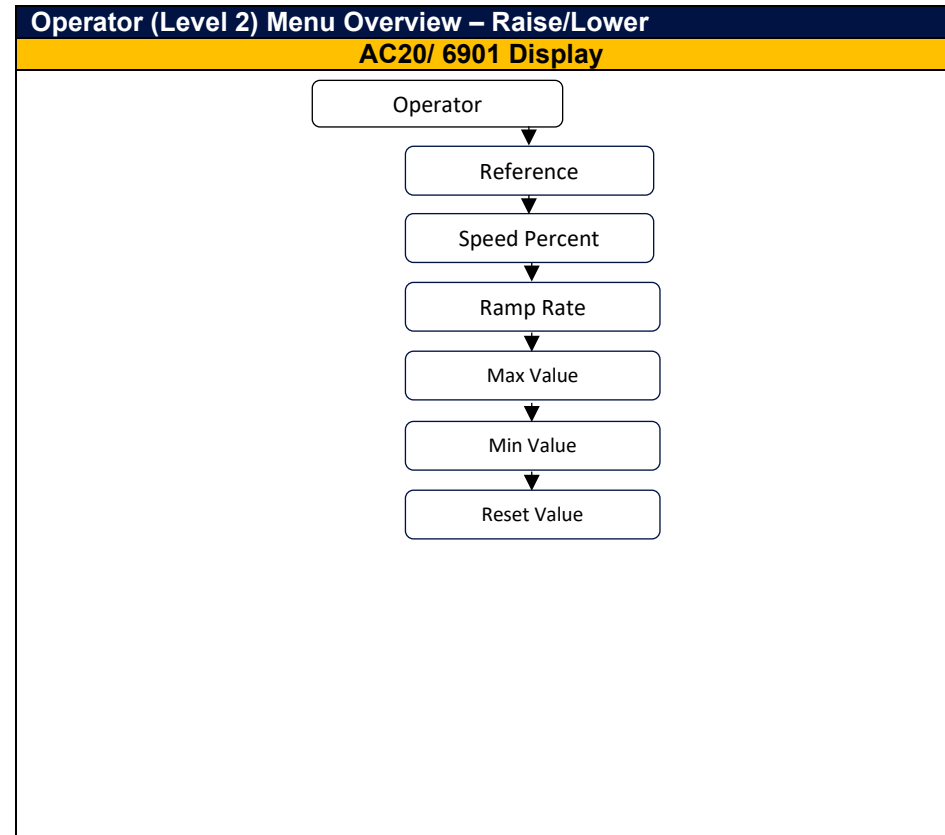 Operator (Level 2) Menu Overview – Raise/Lower
AC20/ 6901 Display
Operator
Reference
Speed Percent
Ramp Rate
Max Value
Min Value
Reset Value